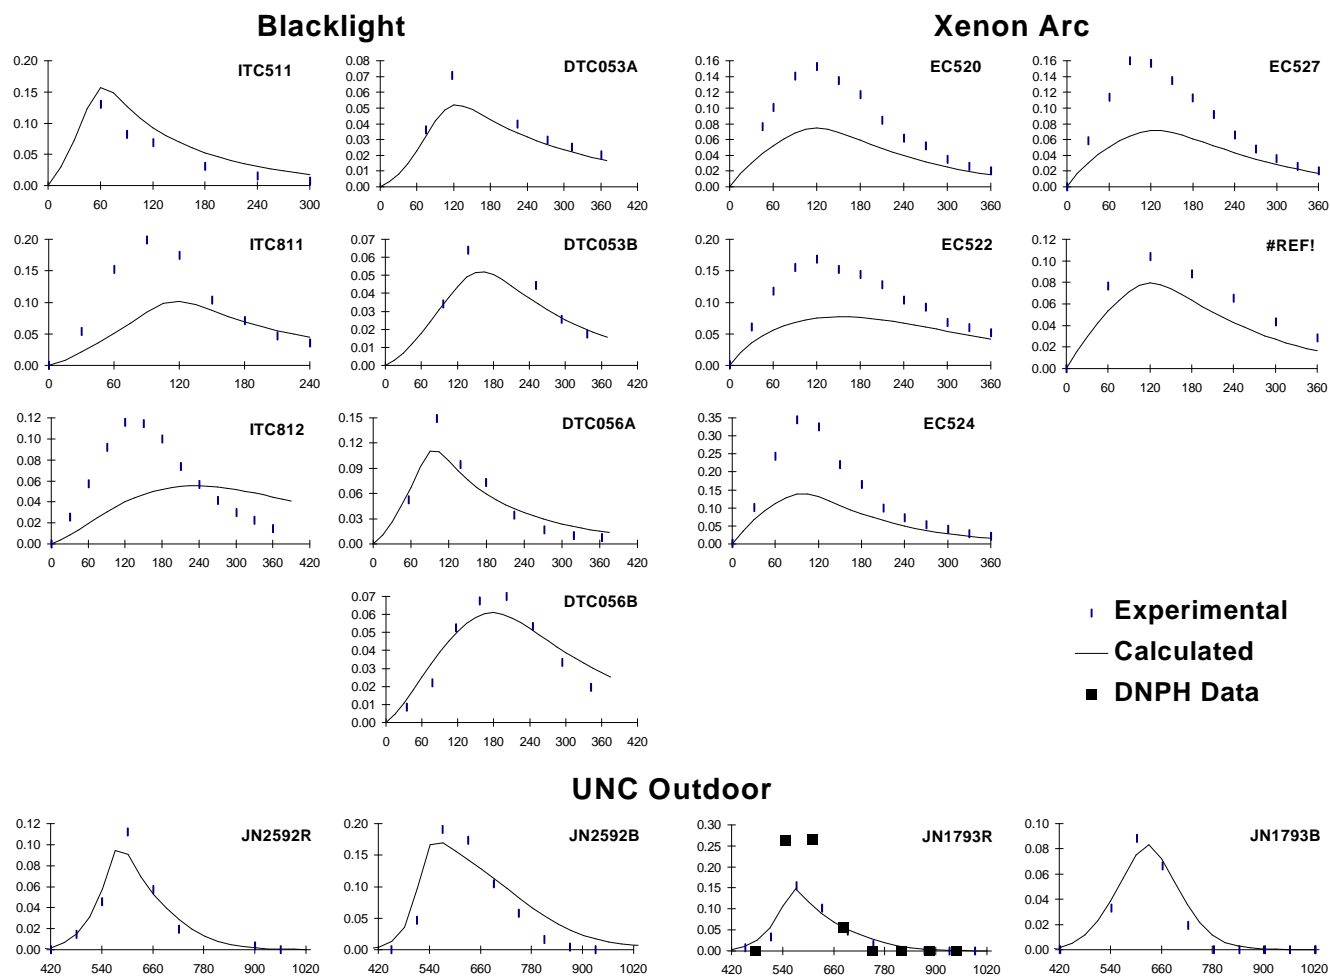 Blacklight
Xenon Arc
ITC511
0.20
0.15
0.10
0.05
0.00
0 60 120 180 240 300
DTC053A
0.08
0.07
0.06
0.05
0.04
0.03
0.02
0.01
0.00
0 60 120 180 240 300 360 420
EC520
0.16
0.14
0.12
0.10
0.08
0.06
0.04
0.02
0.00
0 60 120 180 240 300 360
EC527
0.16
0.14
0.12
0.10
0.08
0.06
0.04
0.02
0.00
0 60 120 180 240 300 360
ITC811
0.20
0.15
0.10
0.05
0.00
0 60 120 180 240
DTC053B
0.07
0.06
0.05
0.04
0.03
0.02
0.01
0.00
0 60 120 180 240 300 360 420
EC522
0.20
0.15
0.10
0.05
0.00
0 60 120 180 240 300 360
#REF!
0.12
0.10
0.08
0.06
0.04
0.02
0.00
0 60 120 180 240 300 360
ITC812
0.12
0.10
0.08
0.06
0.04
0.02
0.00
0 60 120 180 240 300 360 420
DTC056A
0.15
0.12
0.09
0.06
0.03
0.00
0 60 120 180 240 300 360 420
EC524
0.35
0.30
0.25
0.20
0.15
0.10
0.05
0.00
0 60 120 180 240 300 360
DTC056B
0.07
0.06
0.05
0.04
0.03
0.02
0.01
0.00
0 60 120 180 240 300 360 420
Experimental
Calculated
DNPH Data
UNC Outdoor
JN2592R
0.12
0.10
0.08
0.06
0.04
0.02
0.00
420 540 660 780 900 1020
JN2592B
0.20
0.15
0.10
0.05
0.00
420 540 660 780 900 1020
JN1793R
0.30
0.25
0.20
0.15
0.10
0.05
0.00
420 540 660 780 900 1020
JN1793B
0.10
0.08
0.06
0.04
0.02
0.00
420 540 660 780 900 1020